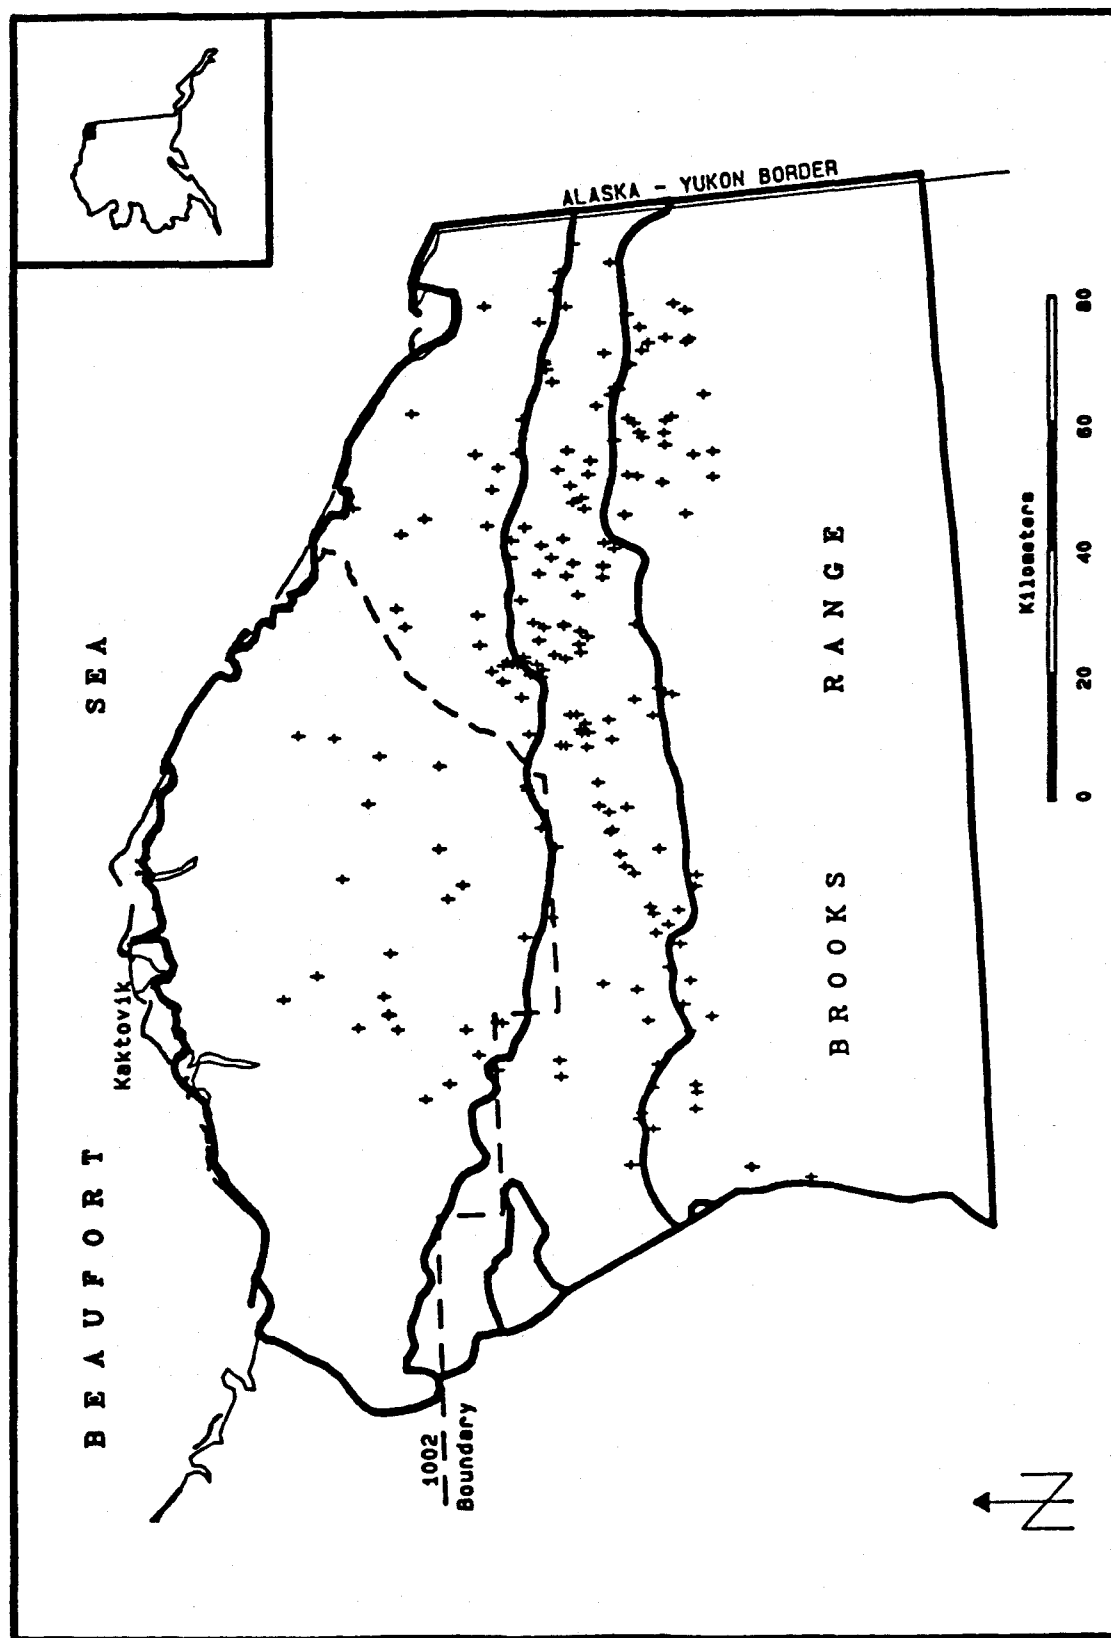 BEAUFORT SEA
Kaktovik
ALASKA - YUKON BORDER
1002
Boundary
BROOKS RANGE
0 20 40 60 80
Kilometers
N